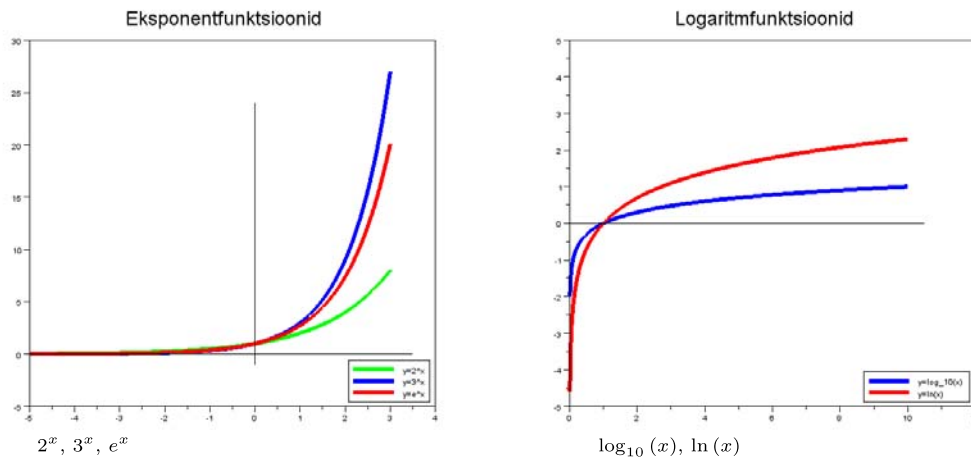 Eksponentfunktsioonid
30
25
20
15
10
5
0
-5
-5 -4 -3 -2 -1 0 1 2 3 4
y=2^x
y=3^x
y=e^x
2^x, 3^x, e^x
Logaritmfunktsioonid
5
4
3
2
1
0
-1
-2
-3
-4
-5
0 2 4 6 8 10
y=log_10(x)
y=ln(x)
log₁₀ (x), ln (x)